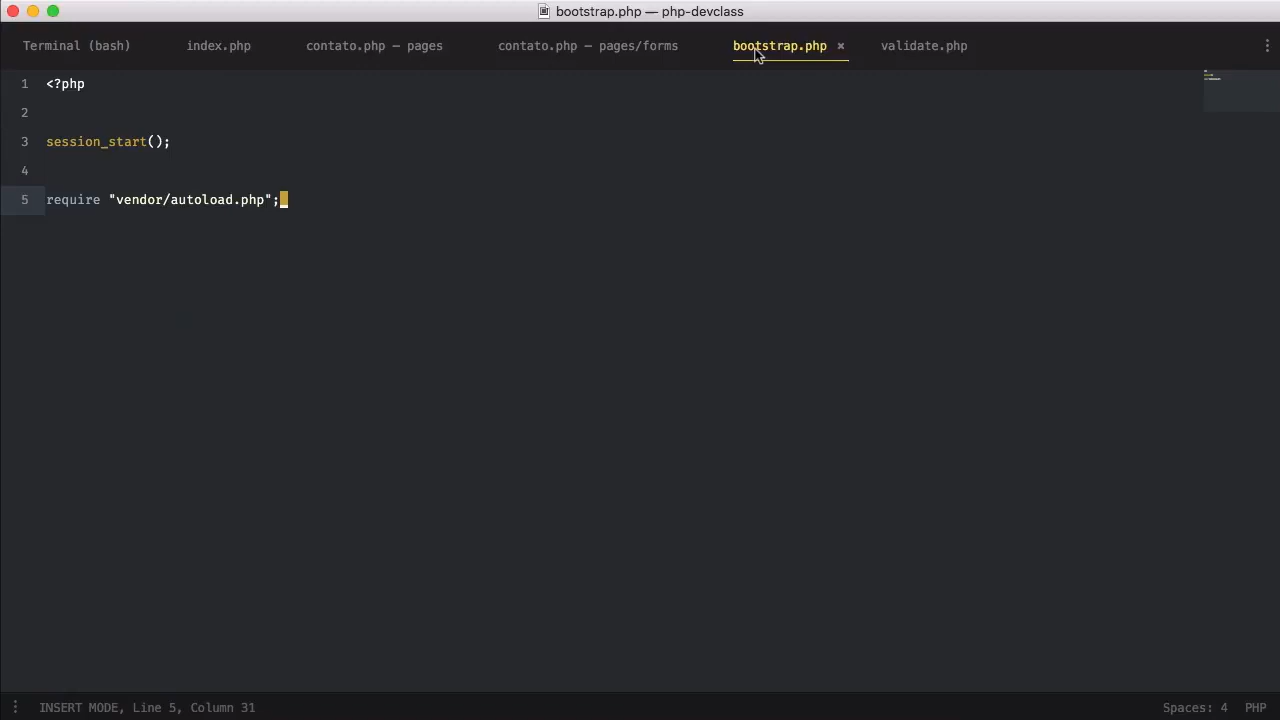 bootstrap.php — php-devclass
Terminal (bash) index.php contato.php — pages contato.php — pages/forms bootstrap.php × validate.php
1 <?php
2
3 session_start();
4
5 require "vendor/autoload.php";
INSERT MODE, Line 5, Column 31 Spaces: 4 PHP